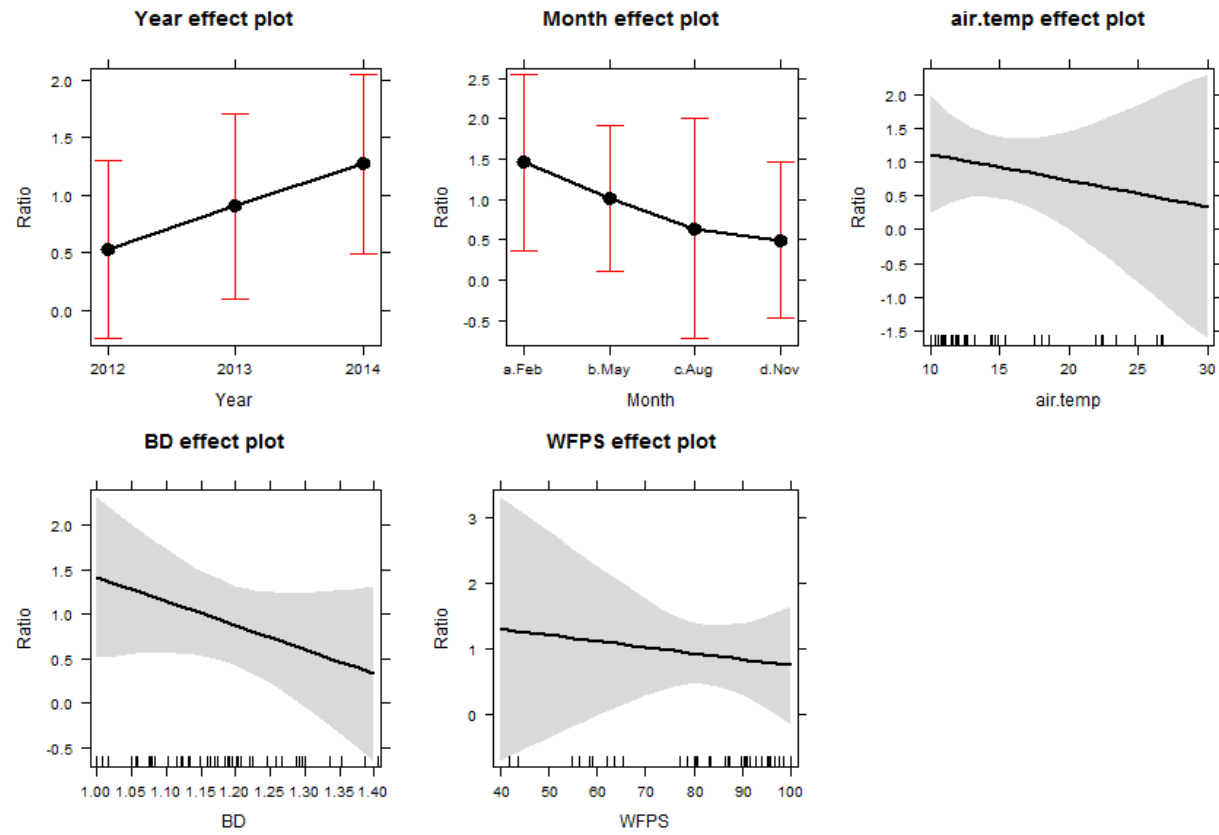 Year effect plot
Ratio
2.0
1.5
1.0
0.5
0.0
2012 2013 2014
Year
Month effect plot
Ratio
2.5
2.0
1.5
1.0
0.5
0.0
-0.5
a.Feb b.May c.Aug d.Nov
Month
air.temp effect plot
Ratio
2.0
1.5
1.0
0.5
0.0
-0.5
-1.0
-1.5
10 15 20 25 30
air.temp
BD effect plot
Ratio
2.0
1.5
1.0
0.5
0.0
-0.5
1.00 1.05 1.10 1.15 1.20 1.25 1.30 1.35 1.40
BD
WFPS effect plot
Ratio
3
2
1
0
40 50 60 70 80 90 100
WFPS